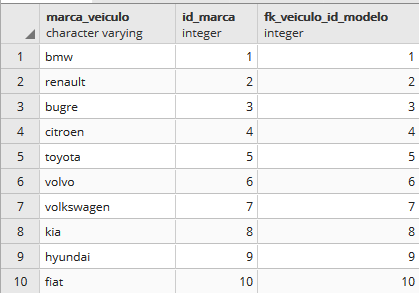 marca_veiculo id_marca fk_veiculo_id_modelo
character varying integer integer
1 bmw 1 1
2 renault 2 2
3 bugre 3 3
4 citroen 4 4
5 toyota 5 5
6 volvo 6 6
7 volkswagen 7 7
8 kia 8 8
9 hyundai 9 9
10 fiat 10 10